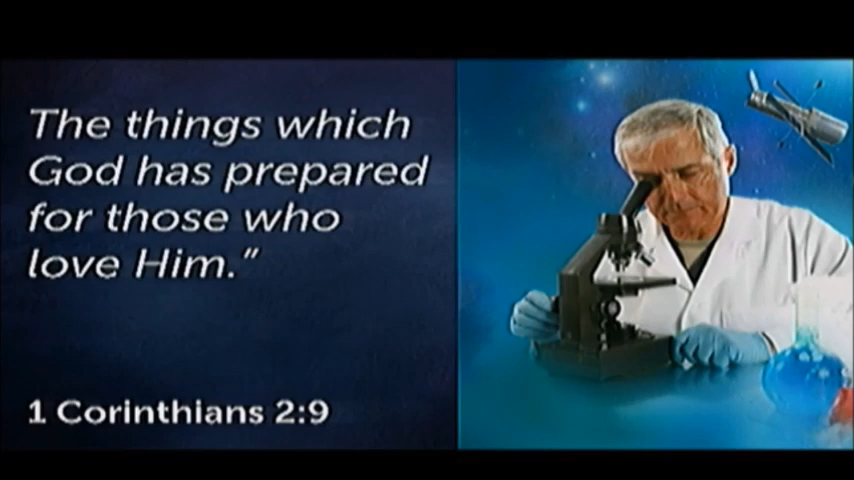 The things which
God has prepared
for those who
love Him."
1 Corinthians 2:9